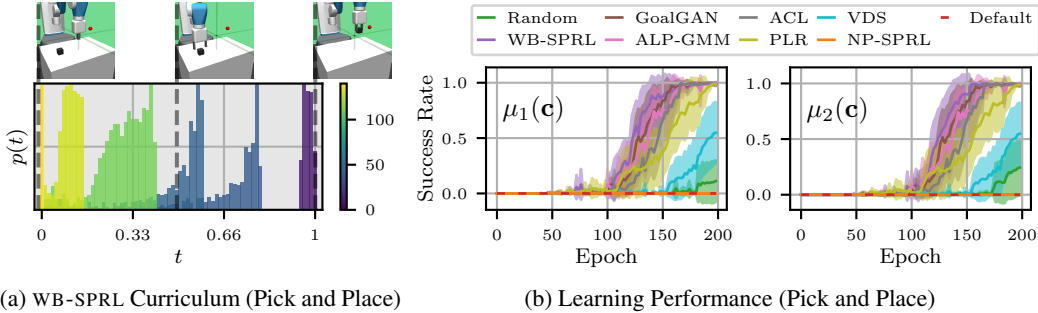 Random GoalGAN ACL VDS Default
WB-SPRL ALP-GMM PLR NP-SPRL
p(t)
100
50
0
0 0.33 0.66 1
t
(a) WB-SPRL Curriculum (Pick and Place)
Success Rate
1.0
0.5
0.0
μ₁(c)
0 50 100 150 200
Epoch
1.0
0.5
0.0
μ₂(c)
0 50 100 150 200
Epoch
(b) Learning Performance (Pick and Place)